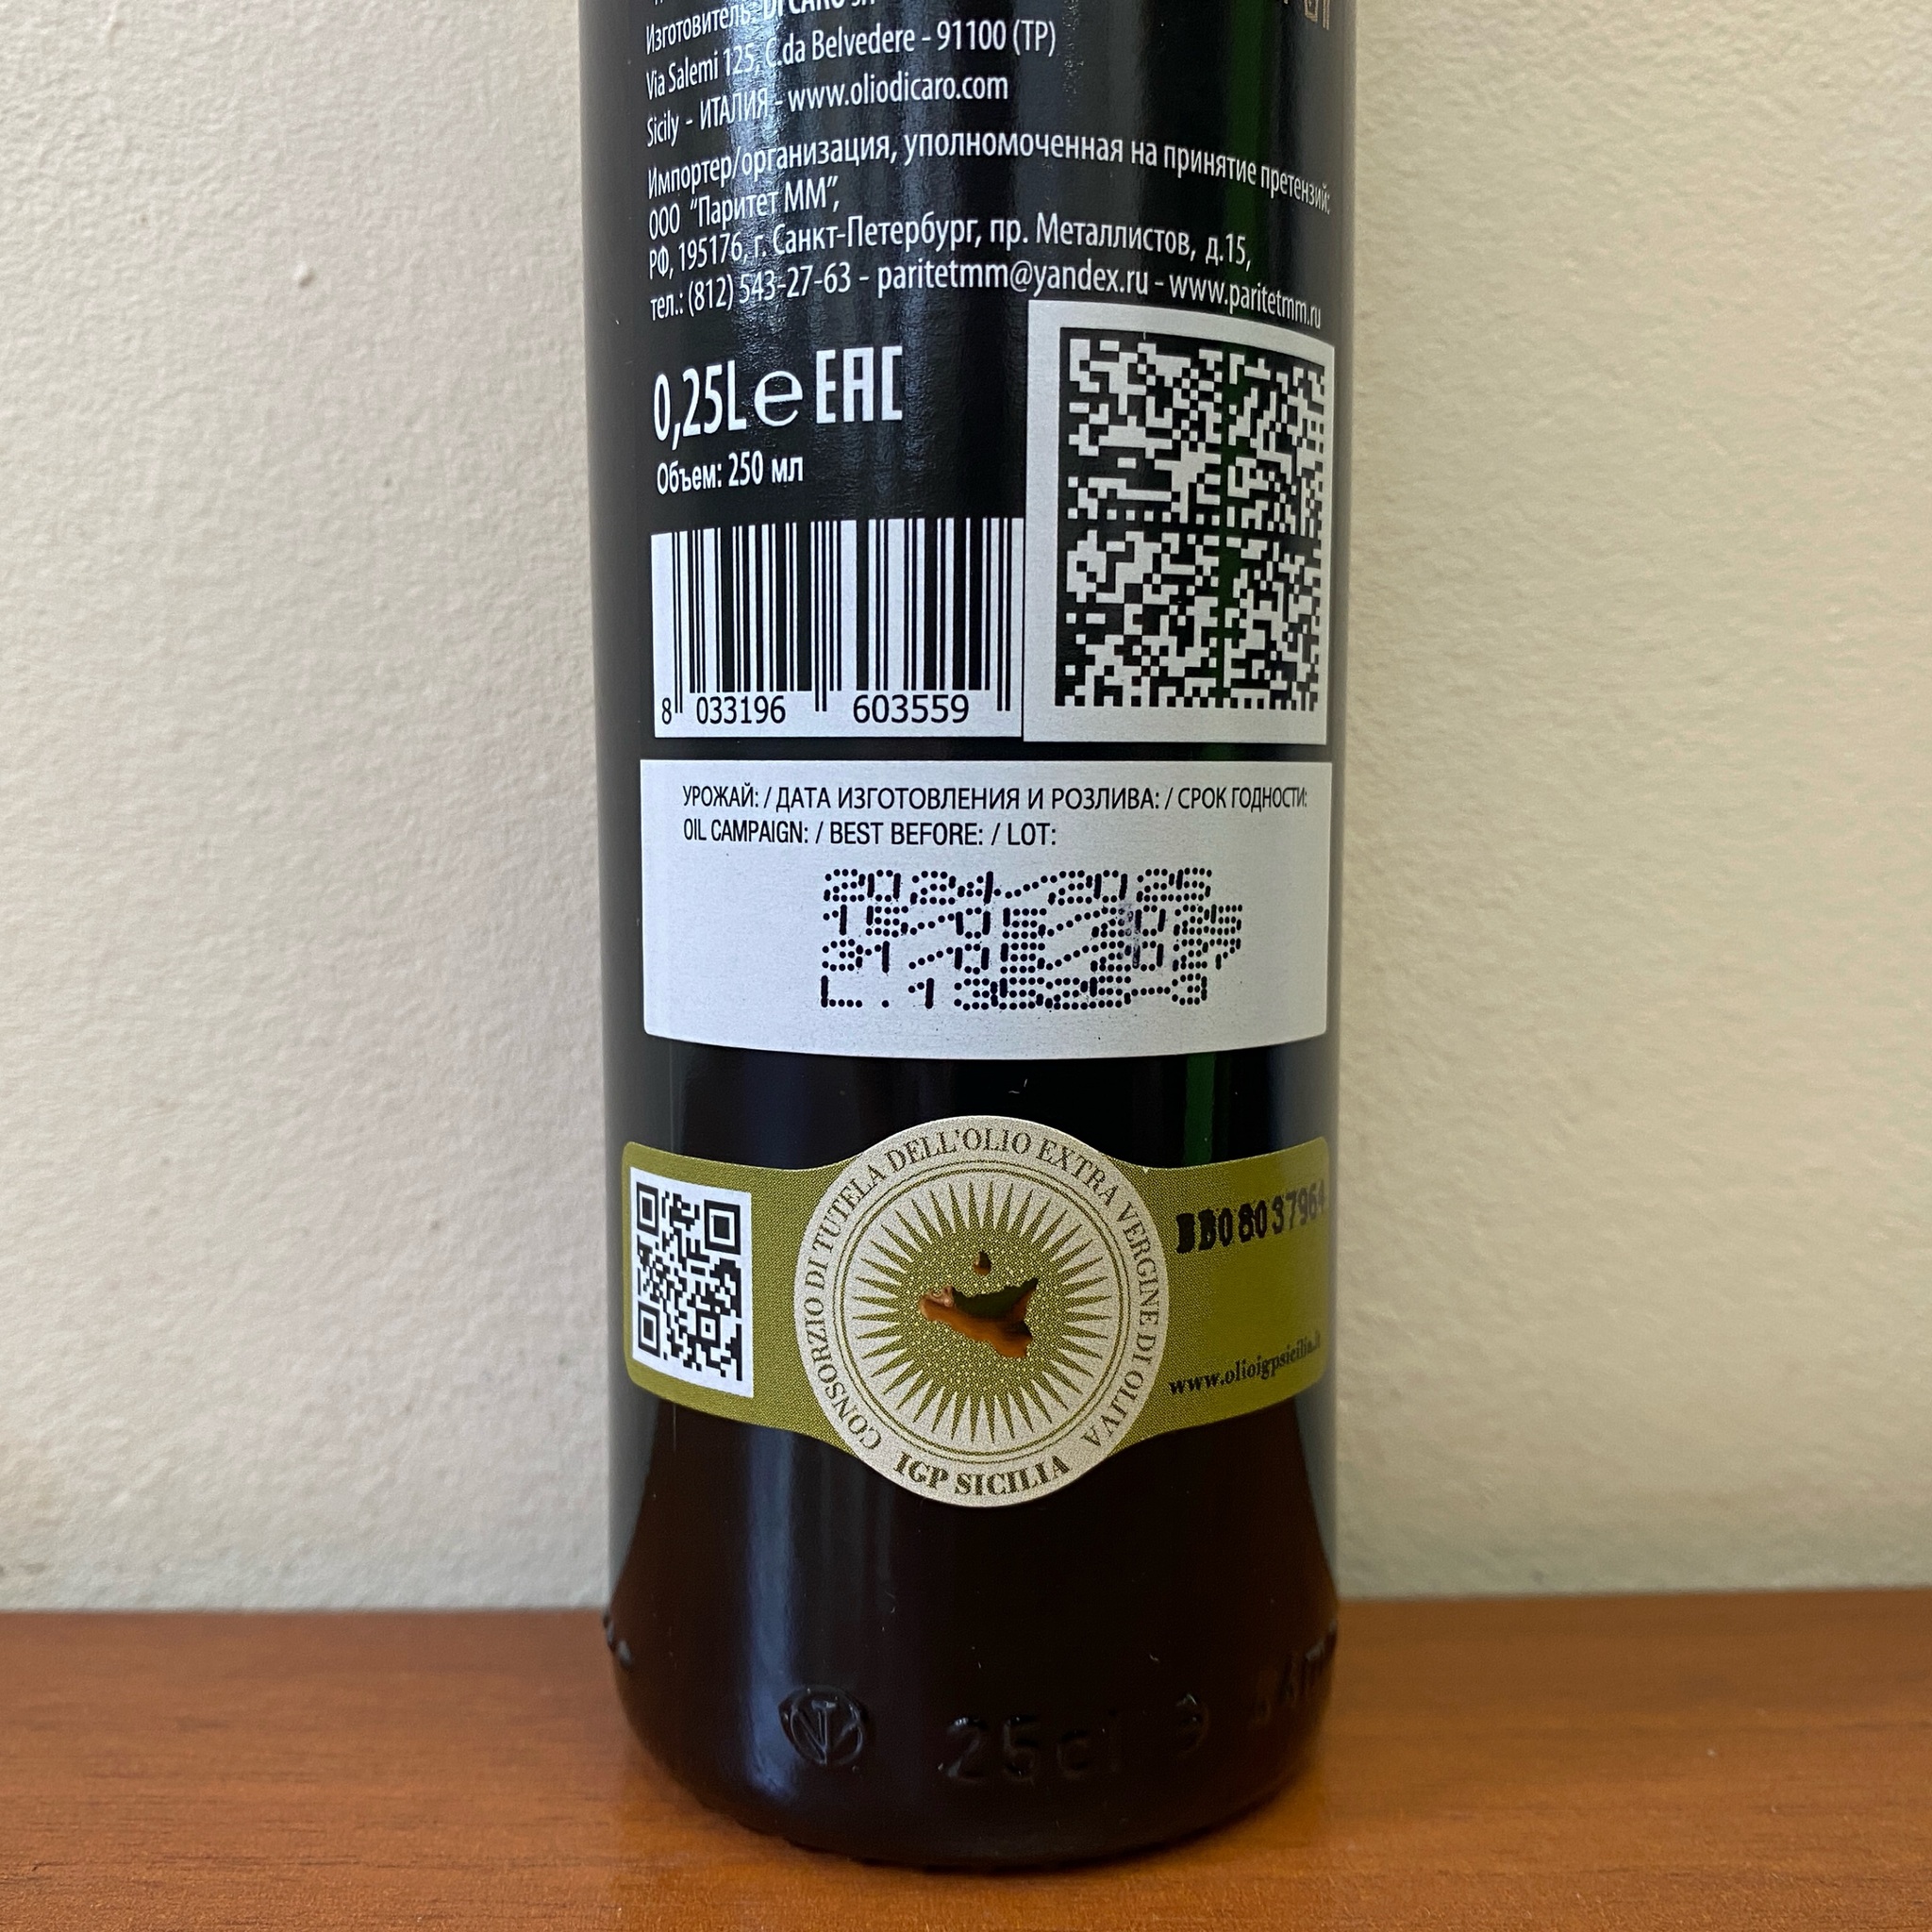 Изготовитель: DI CARO srl
Via Salemi 125, C.da Belvedere - 91100 (TP)
Sicily - ИТАЛИЯ - www.oliodicaro.com
Импортер/организация, уполномоченная на принятие претензий:
ООО "Паритет ММ",
РФ, 195176, г. Санкт-Петербург, пр. Металлистов, д.15,
тел.: (812) 543-27-63 - paritetmm@yandex.ru - www.paritetmm.ru
0,25L e EAC
Объем: 250 мл
8 033196 603559
УРОЖАЙ: / ДАТА ИЗГОТОВЛЕНИЯ И РОЗЛИВА: / СРОК ГОДНОСТИ:
OIL CAMPAIGN: / BEST BEFORE: / LOT:
2024/2025
CONSORZIO DI TUTELA DELL'OLIO EXTRA VERGINE DI OLIVA
IGP SICILIA
BB08037964
www.olioigpsicilia.it
25cl